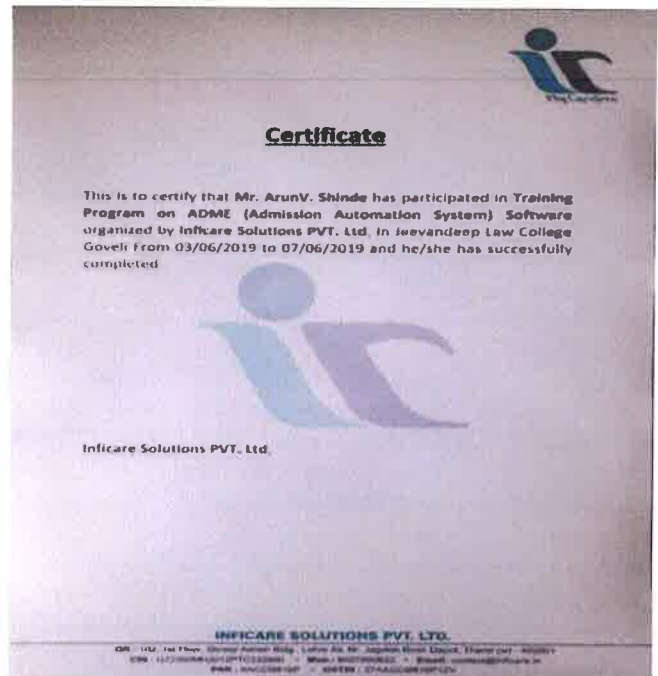 Certificate
This is to certify that Mr. ArunV. Shinde has participated in Training
Program on ADME (Admission Automation System) Software
organized by Inficare Solutions PVT. Ltd. in Jeevandeep Law College
Goveli From 03/06/2019 to 07/06/2019 and he/she has successfully
completed
Inficare Solutions PVT. Ltd.
INFICARE SOLUTIONS PVT. LTD.